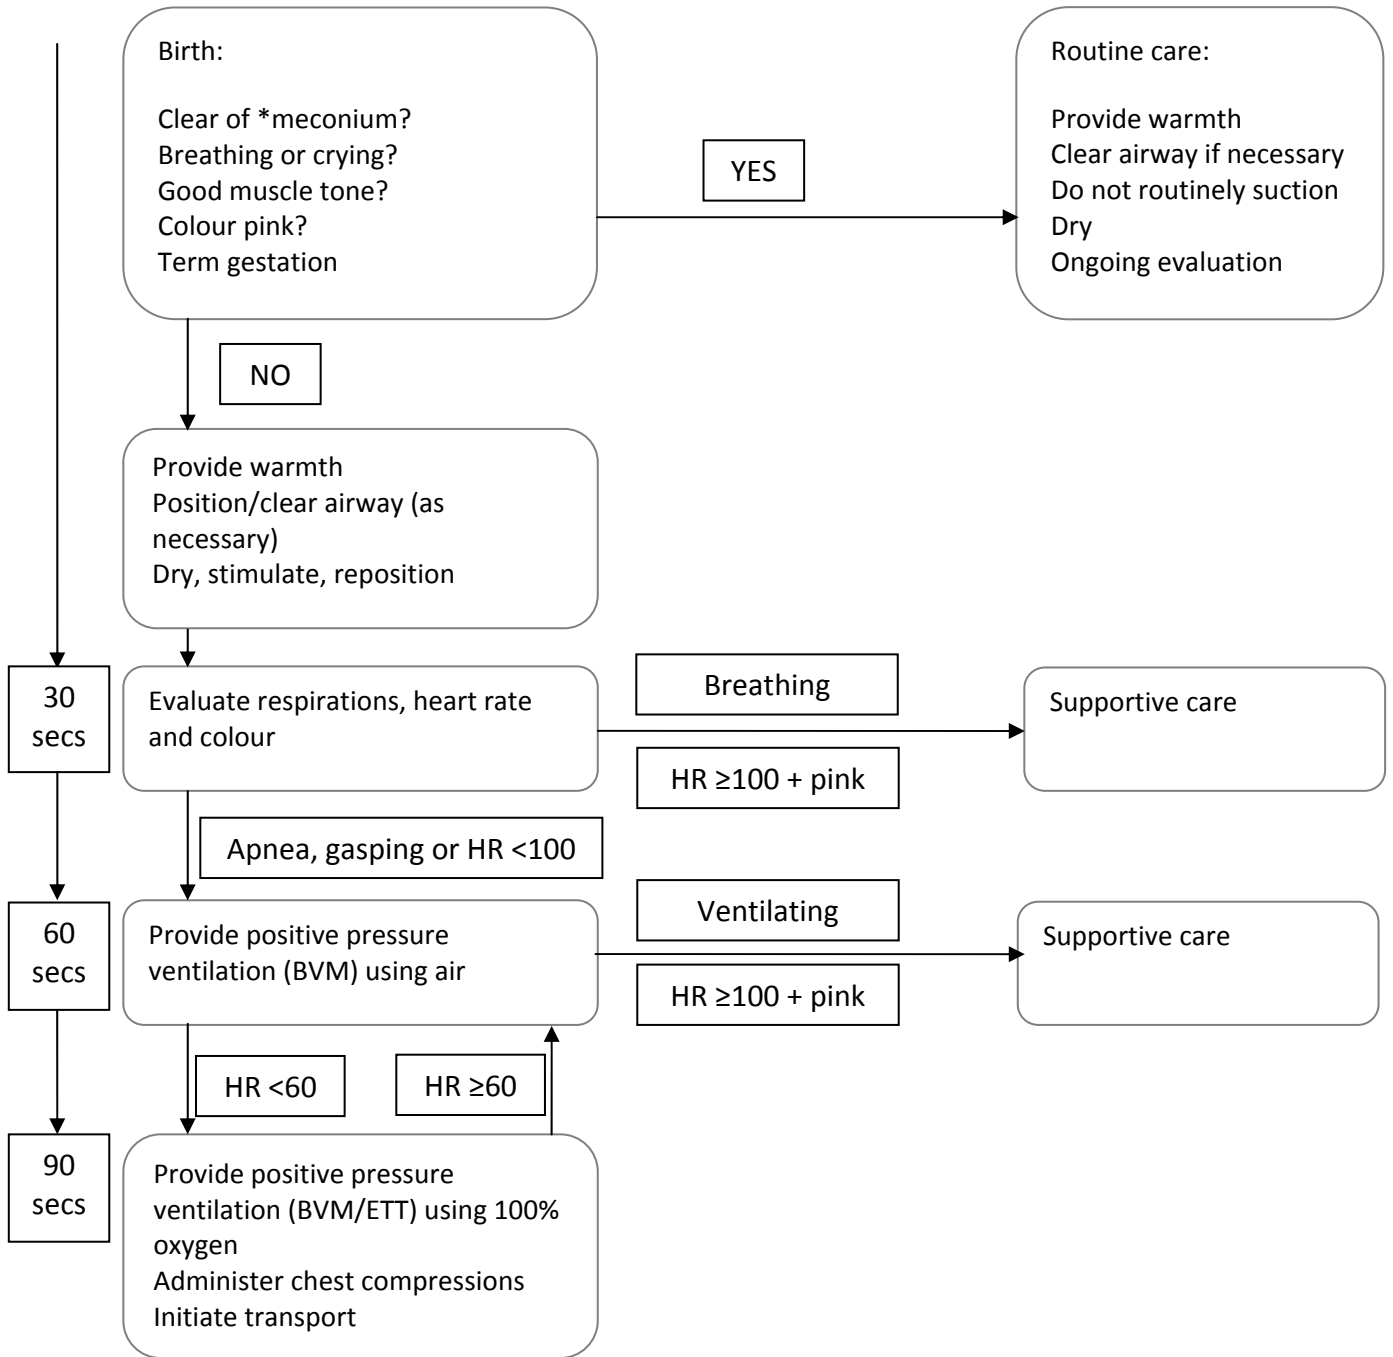 Birth:
Clear of *meconium?
Breathing or crying?
Good muscle tone?
Colour pink?
Term gestation
YES
Routine care:
Provide warmth
Clear airway if necessary
Do not routinely suction
Dry
Ongoing evaluation
NO
Provide warmth
Position/clear airway (as
necessary)
Dry, stimulate, reposition
30
secs
Evaluate respirations, heart rate
and colour
Breathing
HR ≥100 + pink
Supportive care
Apnea, gasping or HR <100
60
secs
Provide positive pressure
ventilation (BVM) using air
Ventilating
HR ≥100 + pink
Supportive care
HR <60
HR ≥60
90
secs
Provide positive pressure
ventilation (BVM/ETT) using 100%
oxygen
Administer chest compressions
Initiate transport